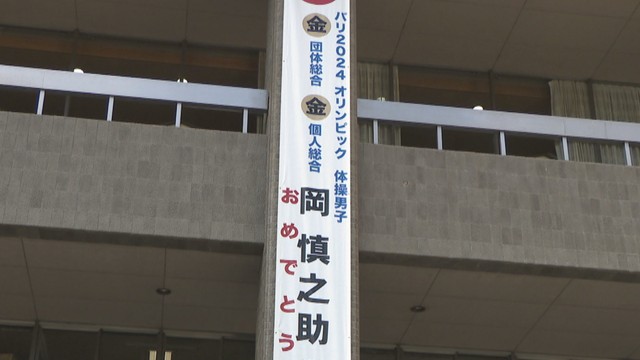 パリ2024 オリンピック 体操男子
金 団体総合
金 個人総合
岡 慎之助
おめでとう